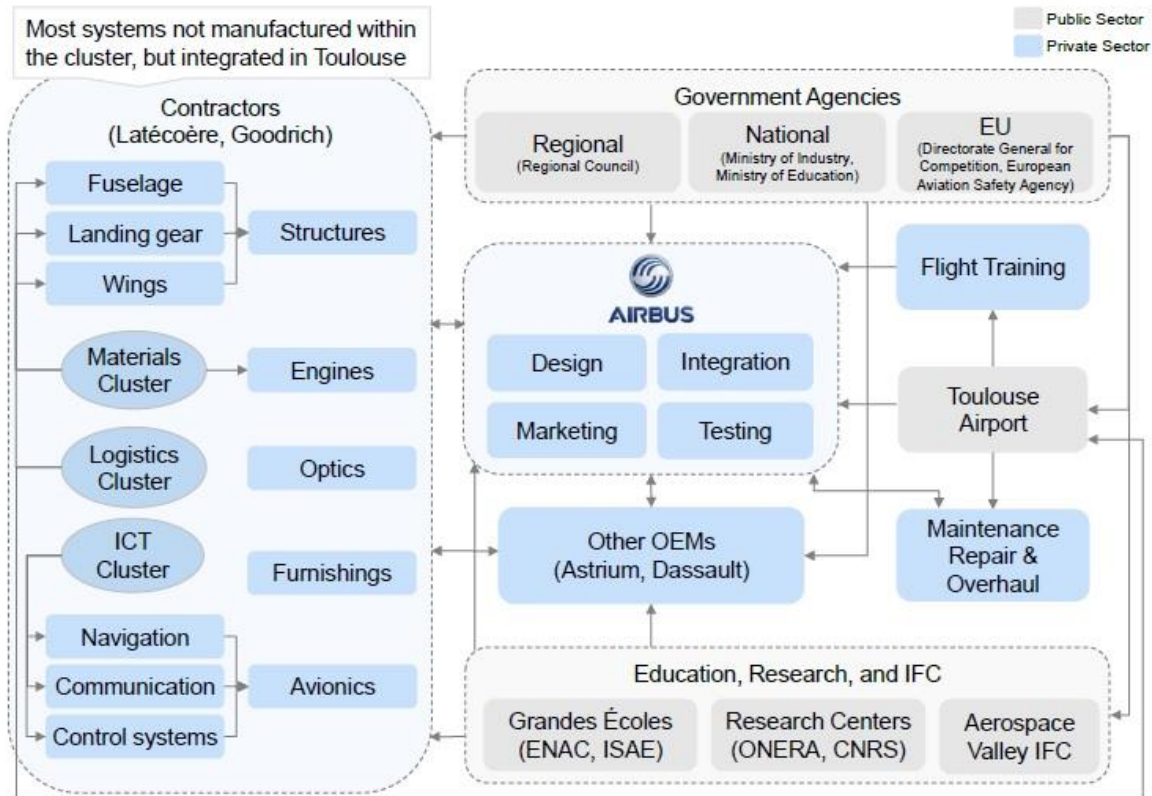 Most systems not manufactured within
the cluster, but integrated in Toulouse
Public Sector
Private Sector
Contractors
(Latécoère, Goodrich)
Fuselage
Landing gear
Wings
Structures
Materials
Cluster
Engines
Logistics
Cluster
Optics
ICT
Cluster
Furnishings
Navigation
Communication
Control systems
Avionics
Government Agencies
Regional
(Regional Council)
National
(Ministry of Industry,
Ministry of Education)
EU
(Directorate General for
Competition, European
Aviation Safety Agency)
AIRBUS
Design
Integration
Marketing
Testing
Flight Training
Toulouse
Airport
Maintenance
Repair &
Overhaul
Other OEMs
(Astrium, Dassault)
Education, Research, and IFC
Grandes Écoles
(ENAC, ISAE)
Research Centers
(ONERA, CNRS)
Aerospace
Valley IFC